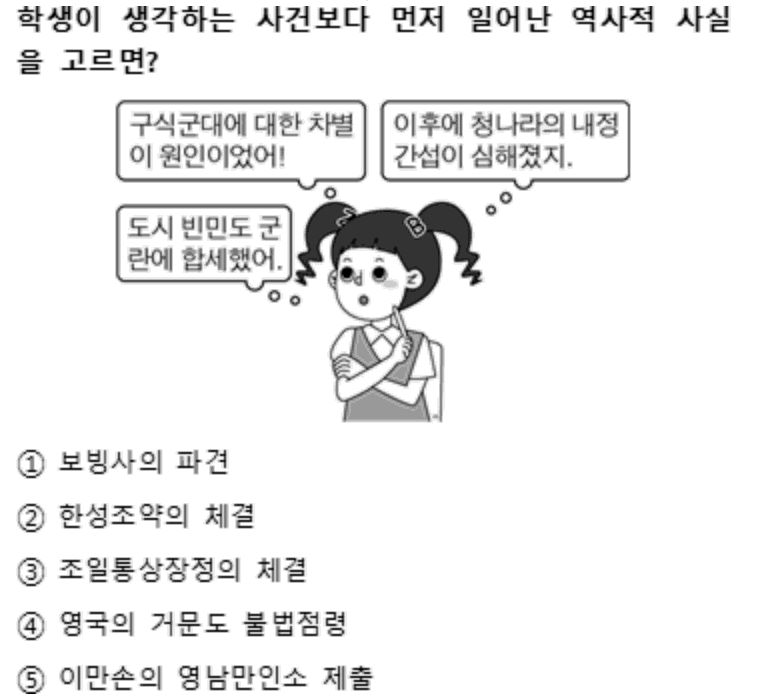 학생이 생각하는 사건보다 먼저 일어난 역사적 사실
을 고르면?
구식군대에 대한 차별
이 원인이었어!
이후에 청나라의 내정
간섭이 심해졌지.
도시 빈민도 군
란에 합세했어.
① 보빙사의 파견
② 한성조약의 체결
③ 조일통상장정의 체결
④ 영국의 거문도 불법점령
⑤ 이만손의 영남만인소 제출